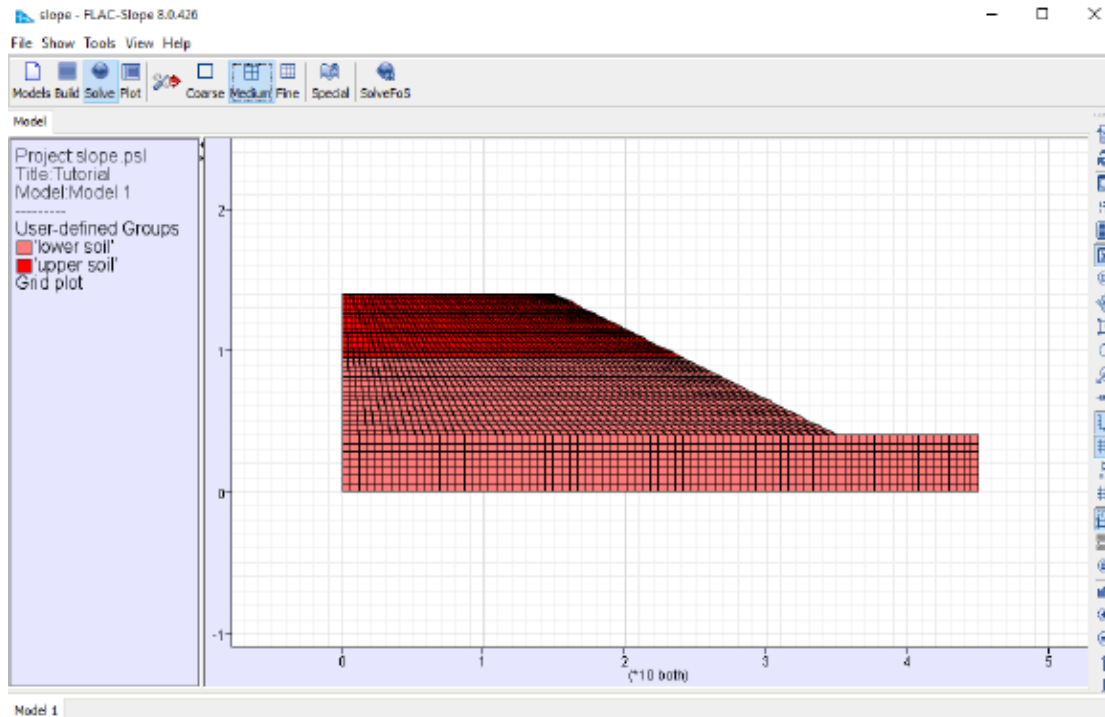 slope - FLAC-Slope 8.0.426
File Show Tools View Help
Models Build Solve Plot Coarse Medium Fine Special SolveFoS
Model
Project:slope.psl
Title:Tutorial
Model:Model 1
---------
User-defined Groups
'lower soil'
'upper soil'
Grid plot
2
1
0
-1
0 1 2 3 4 5
(*10 both)
Model 1